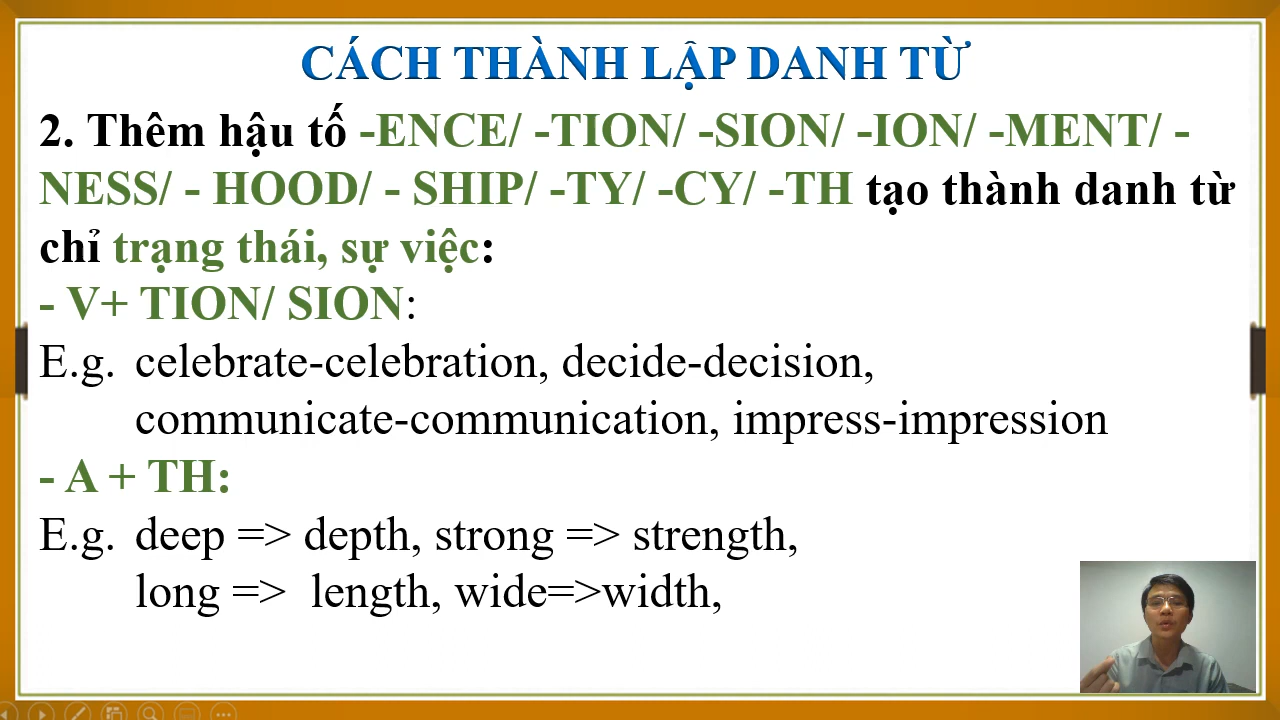 CÁCH THÀNH LẬP DANH TỪ
2. Thêm hậu tố -ENCE/ -TION/ -SION/ -ION/ -MENT/ -
NESS/ - HOOD/ - SHIP/ -TY/ -CY/ -TH tạo thành danh từ
chỉ trạng thái, sự việc:
- V+ TION/ SION:
E.g. celebrate-celebration, decide-decision,
communicate-communication, impress-impression
- A + TH:
E.g. deep => depth, strong => strength,
long => length, wide=>width,